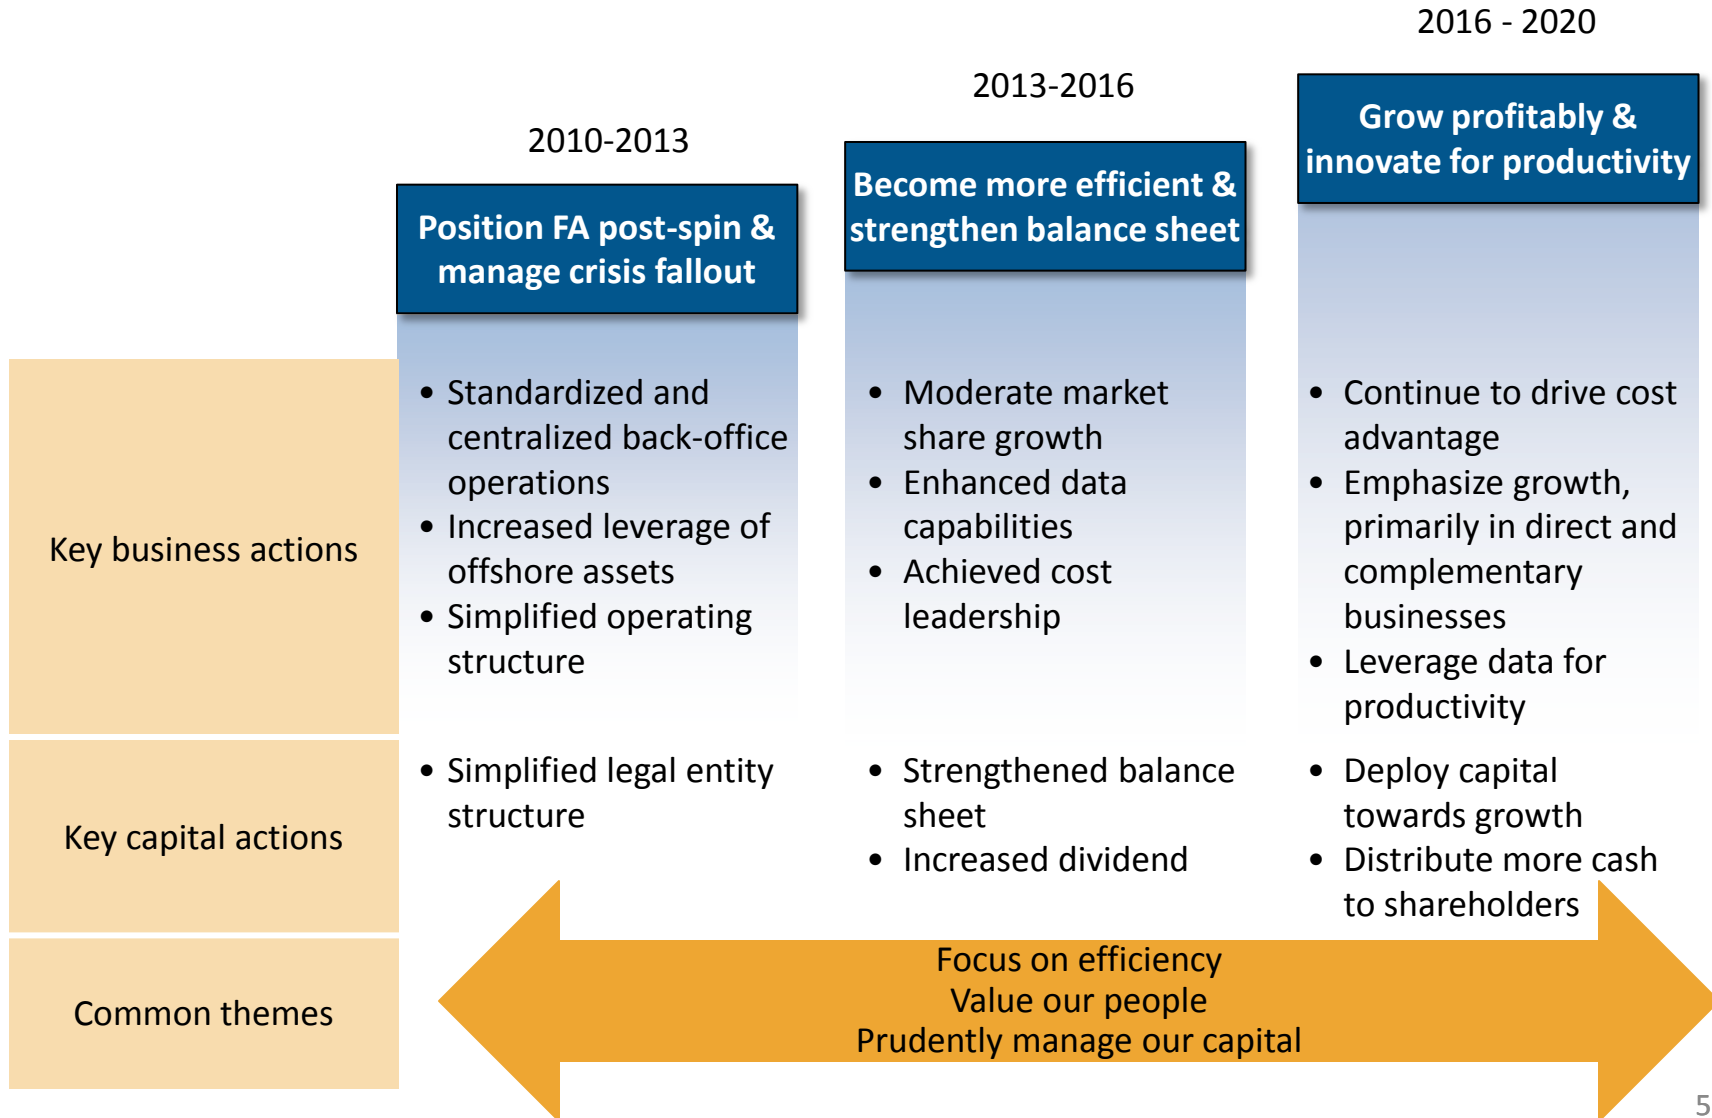 2010-2013
Position FA post-spin &
manage crisis fallout
2013-2016
Become more efficient &
strengthen balance sheet
2016 - 2020
Grow profitably &
innovate for productivity
Key business actions
• Standardized and
centralized back-office
operations
• Increased leverage of
offshore assets
• Simplified operating
structure
• Moderate market
share growth
• Enhanced data
capabilities
• Achieved cost
leadership
• Continue to drive cost
advantage
• Emphasize growth,
primarily in direct and
complementary
businesses
• Leverage data for
productivity
Key capital actions
• Simplified legal entity
structure
• Strengthened balance
sheet
• Increased dividend
• Deploy capital
towards growth
• Distribute more cash
to shareholders
Common themes
Focus on efficiency
Value our people
Prudently manage our capital
5